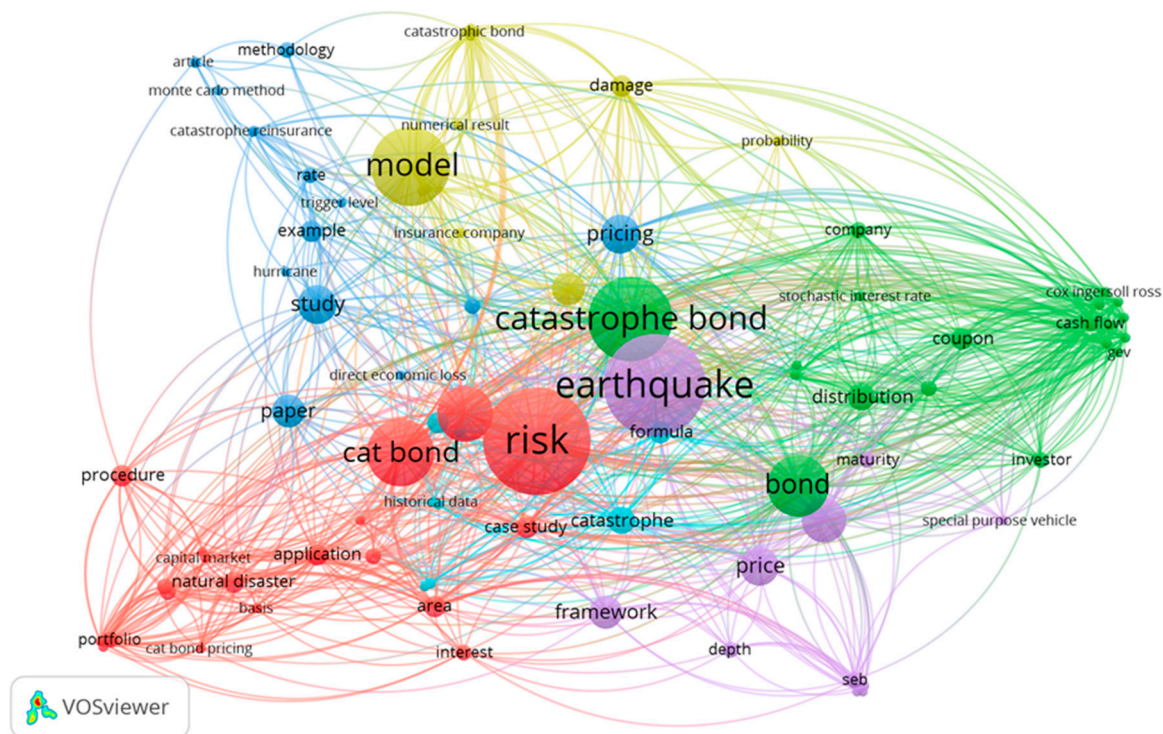 catastrophic bond
methodology
article
damage
monte carlo method
numerical result
catastrophe reinsurance
probability
model
rate
trigger level
example
insurance company
pricing
company
hurricane
study
stochastic interest rate
cox ingersoll ross
catastrophe bond
cash flow
coupon
gev
direct economic loss
earthquake
distribution
paper
formula
risk
cat bond
maturity
investor
procedure
bond
historical data
case study
catastrophe
special purpose vehicle
capital market
application
price
natural disaster
basis
area
framework
portfolio
cat bond pricing
interest
depth
seb
VOSviewer